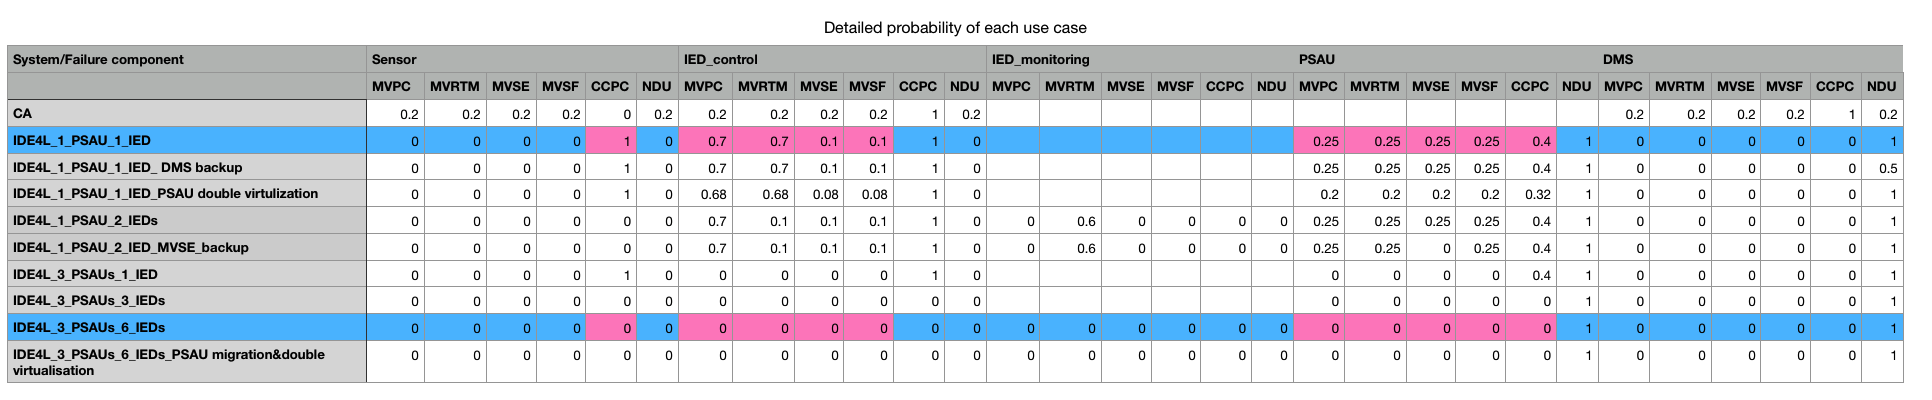 Detailed probability of each use case
System/Failure component Sensor IED_control IED_monitoring PSAU DMS
MVPC MVRTM MVSE MVSF CCPC NDU MVPC MVRTM MVSE MVSF CCPC NDU MVPC MVRTM MVSE MVSF CCPC NDU MVPC MVRTM MVSE MVSF CCPC NDU MVPC MVRTM MVSE MVSF CCPC NDU
CA 0.2 0.2 0.2 0.2 0 0.2 0.2 0.2 0.2 0.2 1 0.2 0.2 0.2 0.2 0.2 1 0.2
IDE4L_1_PSAU_1_IED 0 0 0 0 1 0 0.7 0.7 0.1 0.1 1 0 0.25 0.25 0.25 0.25 0.4 1 0 0 0 0 0 1
IDE4L_1_PSAU_1_IED_ DMS backup 0 0 0 0 1 0 0.7 0.7 0.1 0.1 1 0 0.25 0.25 0.25 0.25 0.4 1 0 0 0 0 0 0.5
IDE4L_1_PSAU_1_IED_PSAU double virtulization 0 0 0 0 1 0 0.68 0.68 0.08 0.08 1 0 0.2 0.2 0.2 0.2 0.32 1 0 0 0 0 0 1
IDE4L_1_PSAU_2_IEDs 0 0 0 0 0 0 0.7 0.1 0.1 0.1 1 0 0 0.6 0 0 0 0 0.25 0.25 0.25 0.25 0.4 1 0 0 0 0 0 1
IDE4L_1_PSAU_2_IED_MVSE_backup 0 0 0 0 0 0 0.7 0.1 0.1 0.1 1 0 0 0.6 0 0 0 0 0.25 0.25 0 0.25 0.4 1 0 0 0 0 0 1
IDE4L_3_PSAUs_1_IED 0 0 0 0 1 0 0 0 0 0 1 0 0 0 0 0 0.4 1 0 0 0 0 0 1
IDE4L_3_PSAUs_3_IEDs 0 0 0 0 0 0 0 0 0 0 0 0 0 0 0 0 0 1 0 0 0 0 0 1
IDE4L_3_PSAUs_6_IEDs 0 0 0 0 0 0 0 0 0 0 0 0 0 0 0 0 0 0 0 0 0 0 0 1 0 0 0 0 0 1
IDE4L_3_PSAUs_6_IEDs_PSAU migration&double 0 0 0 0 0 0 0 0 0 0 0 0 0 0 0 0 0 0 0 0 0 0 0 1 0 0 0 0 0 1
virtualisation